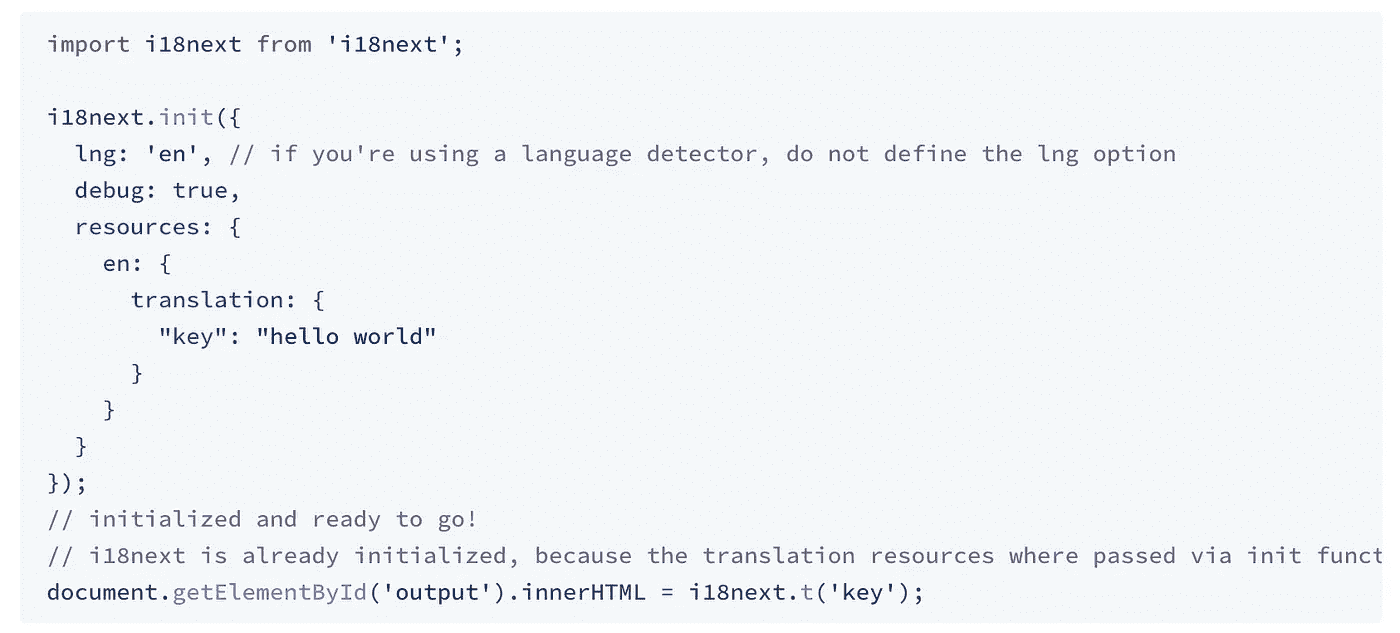 import i18next from 'i18next';

i18next.init({
  lng: 'en', // if you're using a language detector, do not define the lng option
  debug: true,
  resources: {
    en: {
      translation: {
        "key": "hello world"
      }
    }
  }
});
// initialized and ready to go!
// i18next is already initialized, because the translation resources where passed via init funct
document.getElementById('output').innerHTML = i18next.t('key');